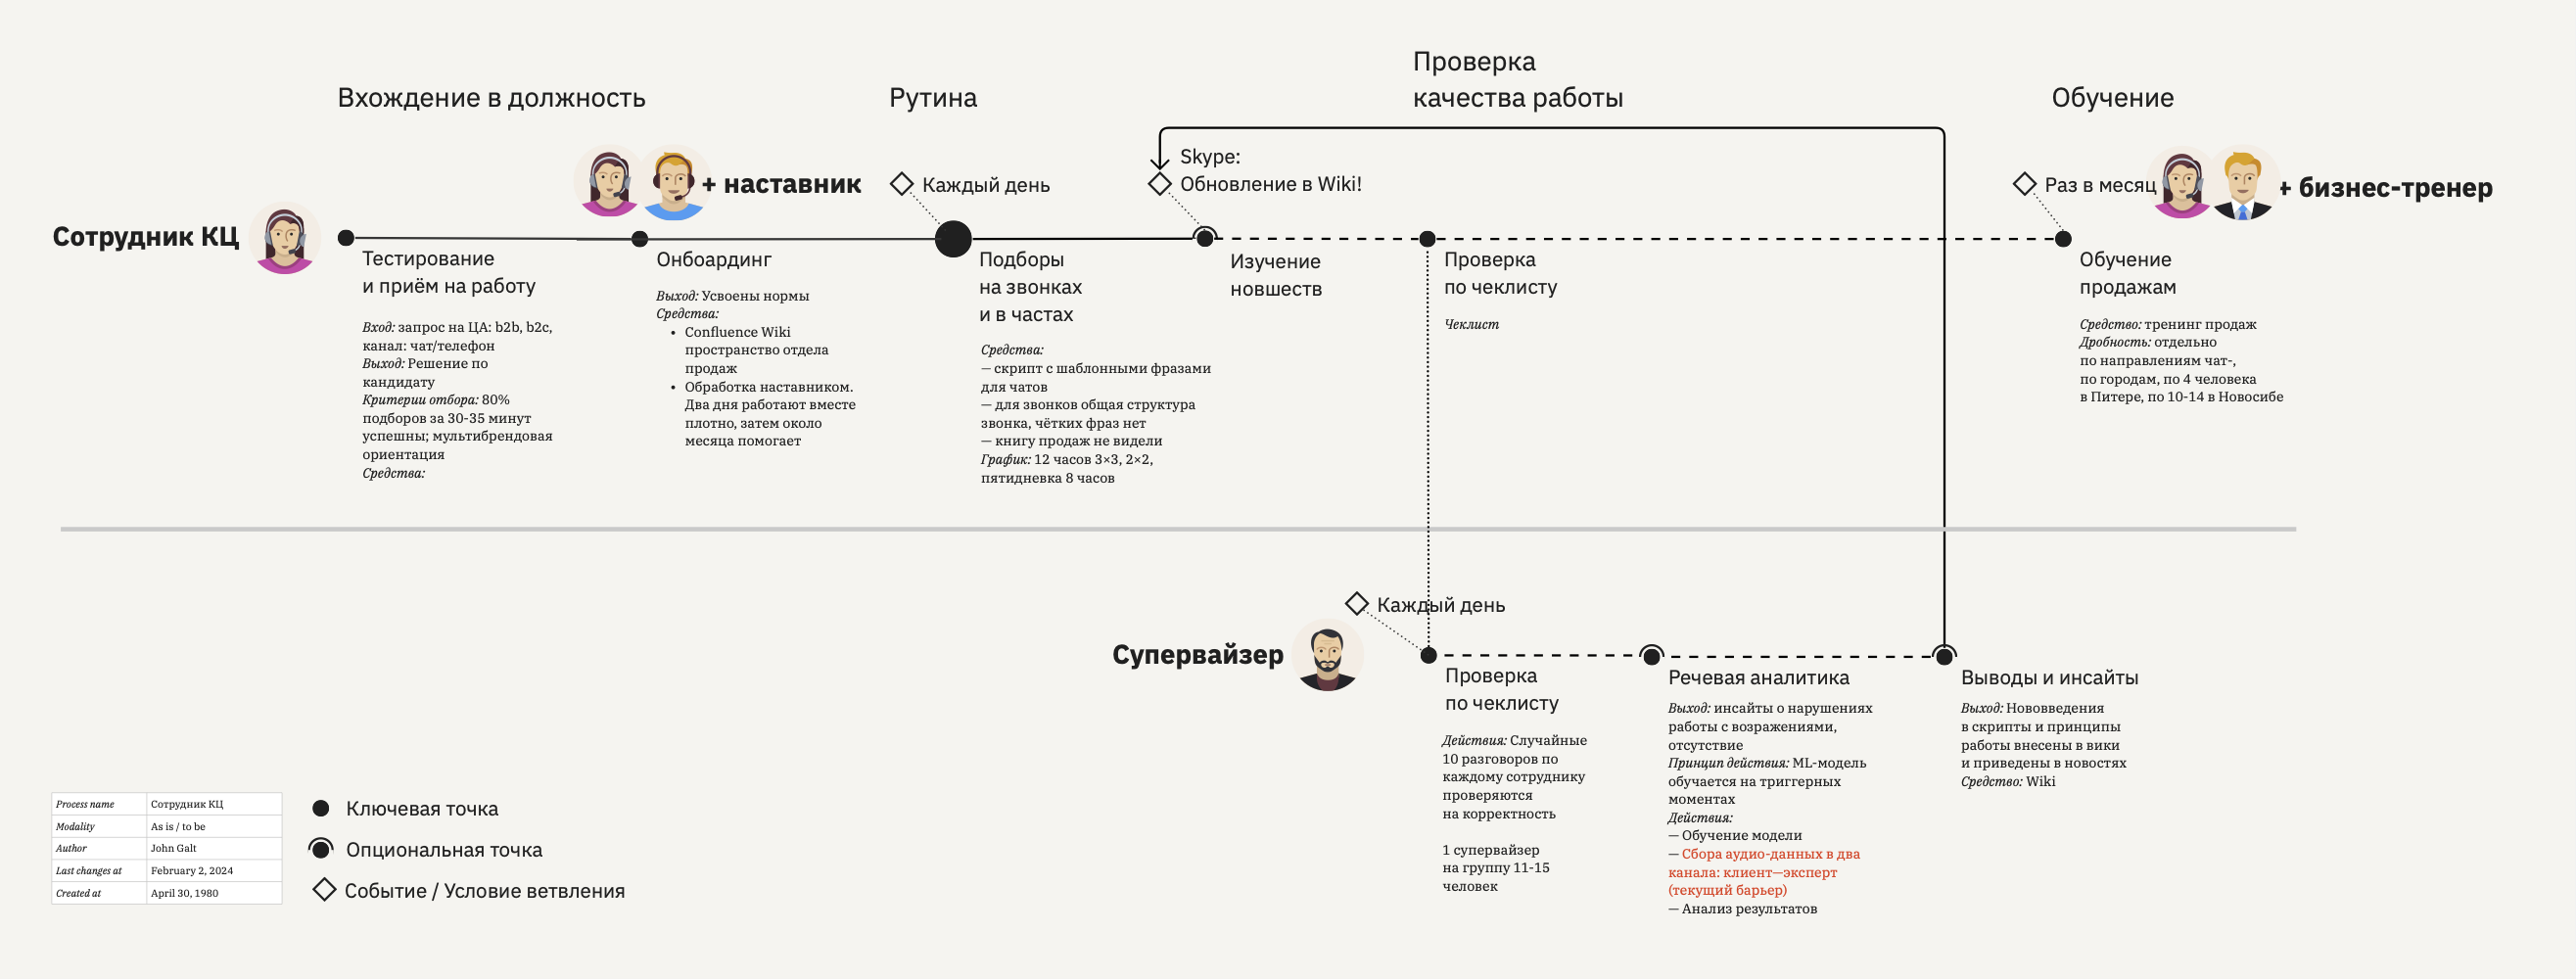 Вхождение в должность
Рутина
Проверка
качества работы
Обучение
Сотрудник КЦ
+ наставник
Каждый день
Skype:
Обновление в Wiki!
Раз в месяц
+ бизнес-тренер
Тестирование
и приём на работу
Вход: запрос на ЦА: b2b, b2c,
канал: чат/телефон
Выход: Решение по
кандидату
Критерии отбора: 80%
подборов за 30-35 минут
успешны; мультибрендовая
ориентация
Средства:
Онбоардинг
Выход: Усвоены нормы
Средства:
• Confluence Wiki
пространство отдела
продаж
• Обработка наставником.
Два дня работают вместе
плотно, затем около
месяца помогает
Подборы
на звонках
и в частах
Средства:
— скрипт с шаблонными фразами
для чатов
— для звонков общая структура
звонка, чётких фраз нет
— книгу продаж не видели
График: 12 часов 3×3, 2×2,
пятидневка 8 часов
Изучение
новшеств
Проверка
по чеклисту
Чеклист
Обучение
продажам
Средство: тренинг продаж
Дробность: отдельно
по направлениям чат-,
по городам, по 4 человека
в Питере, по 10-14 в Новосибе
Каждый день
Супервайзер
Проверка
по чеклисту
Действия: Случайные
10 разговоров по
каждому сотруднику
проверяются
на корректность
1 супервайзер
на группу 11-15
человек
Речевая аналитика
Выход: инсайты о нарушениях
работы с возражениями,
отсутствие
Принцип действия: ML-модель
обучается на триггерных
моментах
Действия:
— Обучение модели
— Сбора аудио-данных в два
канала: клиент—эксперт
(текущий барьер)
— Анализ результатов
Выводы и инсайты
Выход: Нововведения
в скрипты и принципы
работы внесены в вики
и приведены в новостях
Средство: Wiki
Process name Сотрудник КЦ
Modality As is / to be
Author John Galt
Last changes at February 2, 2024
Created at April 30, 1980
Ключевая точка
Опциональная точка
Событие / Условие ветвления